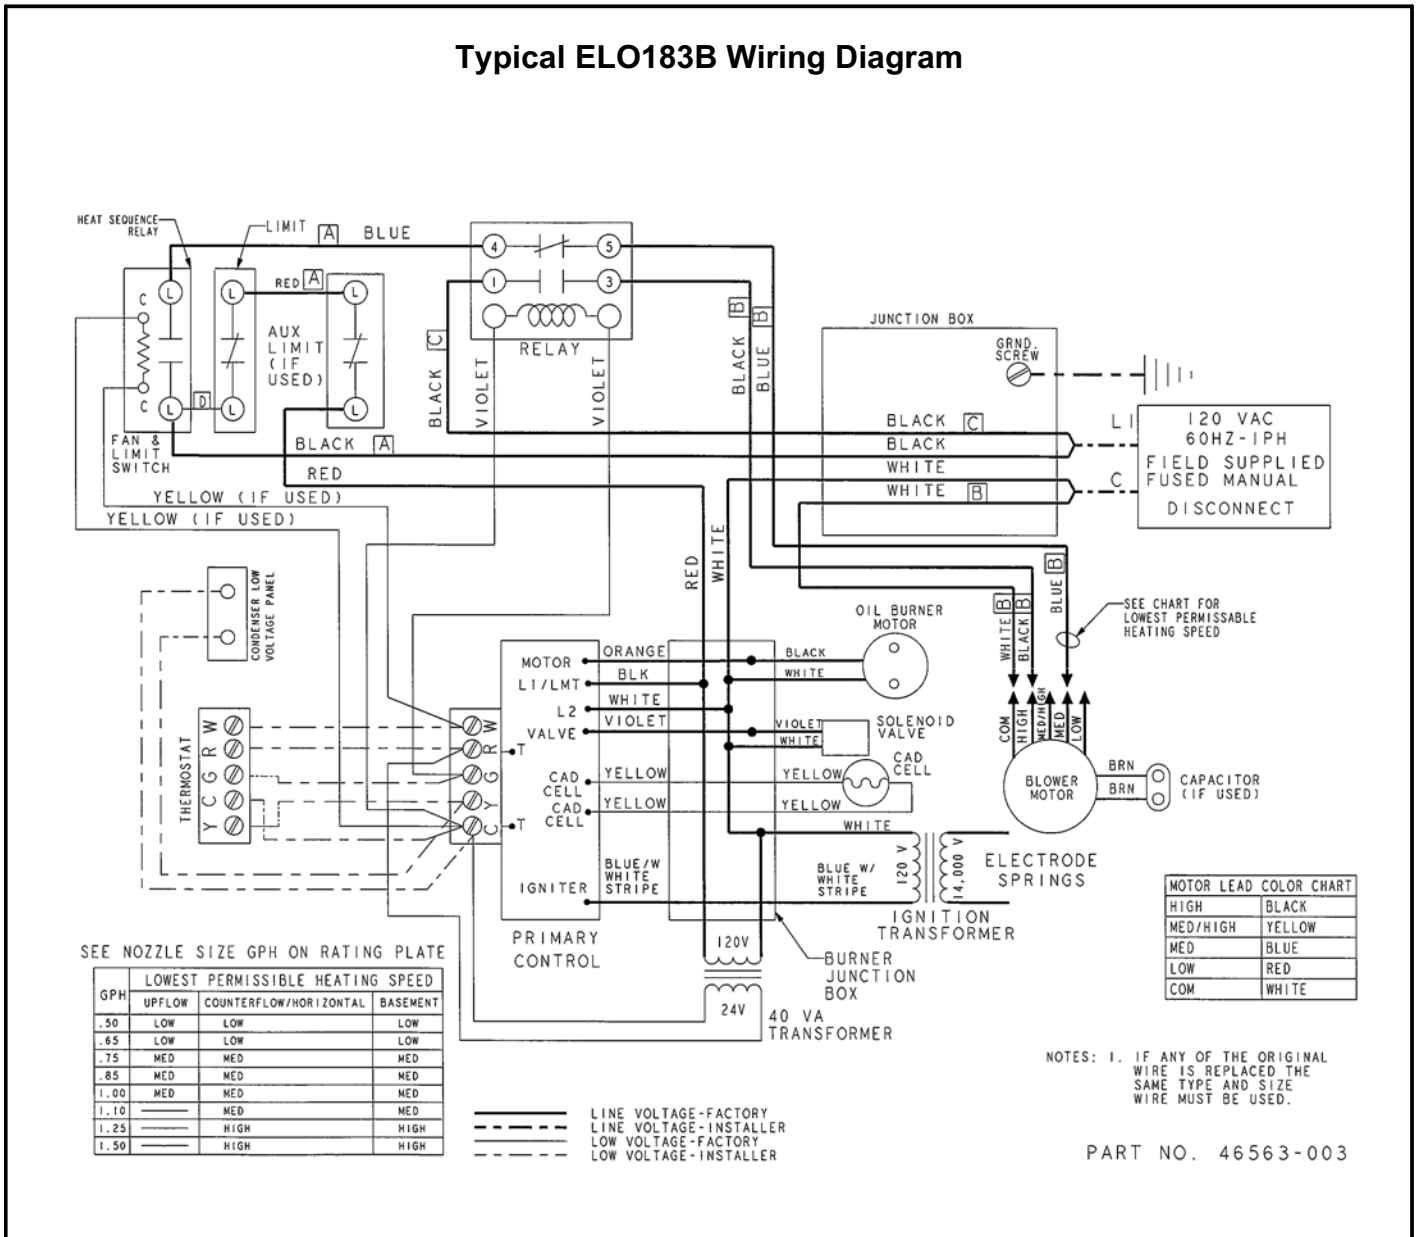 Typical ELO183B Wiring Diagram
HEAT SEQUENCE
RELAY
LIMIT
A
BLUE
4
5
1
3
RELAY
C
L
L
RED
A
L
AUX
LIMIT
(IF
USED)
C
L
D
L
L
FAN &
LIMIT
SWITCH
BLACK
A
RED
YELLOW (IF USED)
YELLOW (IF USED)
BLACK
C
VIOLET
VIOLET
BLACK
B
BLUE
B
JUNCTION BOX
GRND.
SCREW
BLACK
C
BLACK
WHITE
WHITE
B
L1
C
120 VAC
60HZ-1PH
FIELD SUPPLIED
FUSED MANUAL
DISCONNECT
RED
WHITE
CONDENSER LOW
VOLTAGE PANEL
THERMOSTAT
W
R
G
C
Y
W
R
G
Y
C
MOTOR
L1/LMT
L2
VALVE
T
CAD
CELL
CAD
CELL
T
IGNITER
PRIMARY
CONTROL
ORANGE
BLK
WHITE
VIOLET
YELLOW
YELLOW
BLUE/W
WHITE
STRIPE
BLACK
WHITE
OIL BURNER
MOTOR
VIOLET
WHITE
SOLENOID
VALVE
YELLOW
YELLOW
CAD
CELL
WHITE
BLUE W/
WHITE
STRIPE
120 V
14,000 V
IGNITION
TRANSFORMER
ELECTRODE
SPRINGS
120V
24V
BURNER
JUNCTION
BOX
40 VA
TRANSFORMER
WHITE
B
BLACK
B
BLUE
B
SEE CHART FOR
LOWEST PERMISSABLE
HEATING SPEED
COM
HIGH
MED/HIGH
MED
LOW
BLOWER
MOTOR
BRN
BRN
CAPACITOR
(IF USED)
MOTOR LEAD COLOR CHART
HIGH BLACK
MED/HIGH YELLOW
MED BLUE
LOW RED
COM WHITE
SEE NOZZLE SIZE GPH ON RATING PLATE
GPH LOWEST PERMISSIBLE HEATING SPEED
UPFLOW COUNTERFLOW/HORIZONTAL BASEMENT
.50 LOW LOW LOW
.65 LOW LOW LOW
.75 MED MED MED
.85 MED MED MED
1.00 MED MED MED
1.10 MED MED
1.25 HIGH HIGH
1.50 HIGH HIGH
LINE VOLTAGE-FACTORY
LINE VOLTAGE-INSTALLER
LOW VOLTAGE-FACTORY
LOW VOLTAGE-INSTALLER
NOTES: 1. IF ANY OF THE ORIGINAL
WIRE IS REPLACED THE
SAME TYPE AND SIZE
WIRE MUST BE USED.
PART NO. 46563-003